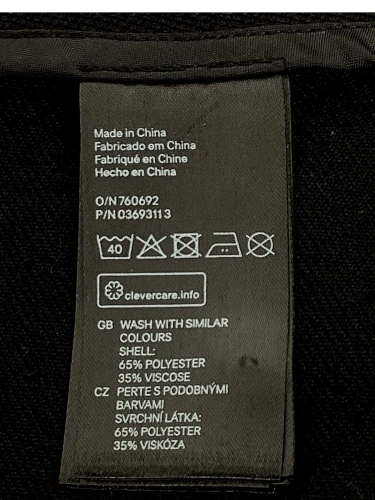 Made in China
Fabricado em China
Fabriqué en Chine
Hecho en China
O/N 760692
P/N 03693113
40
clevercare.info
GB WASH WITH SIMILAR
COLOURS
SHELL:
65% POLYESTER
35% VISCOSE
CZ PERTE S PODOBNÝMI
BARVAMI
SVRCHNÍ LÁTKA:
65% POLYESTER
35% VISKÓZA